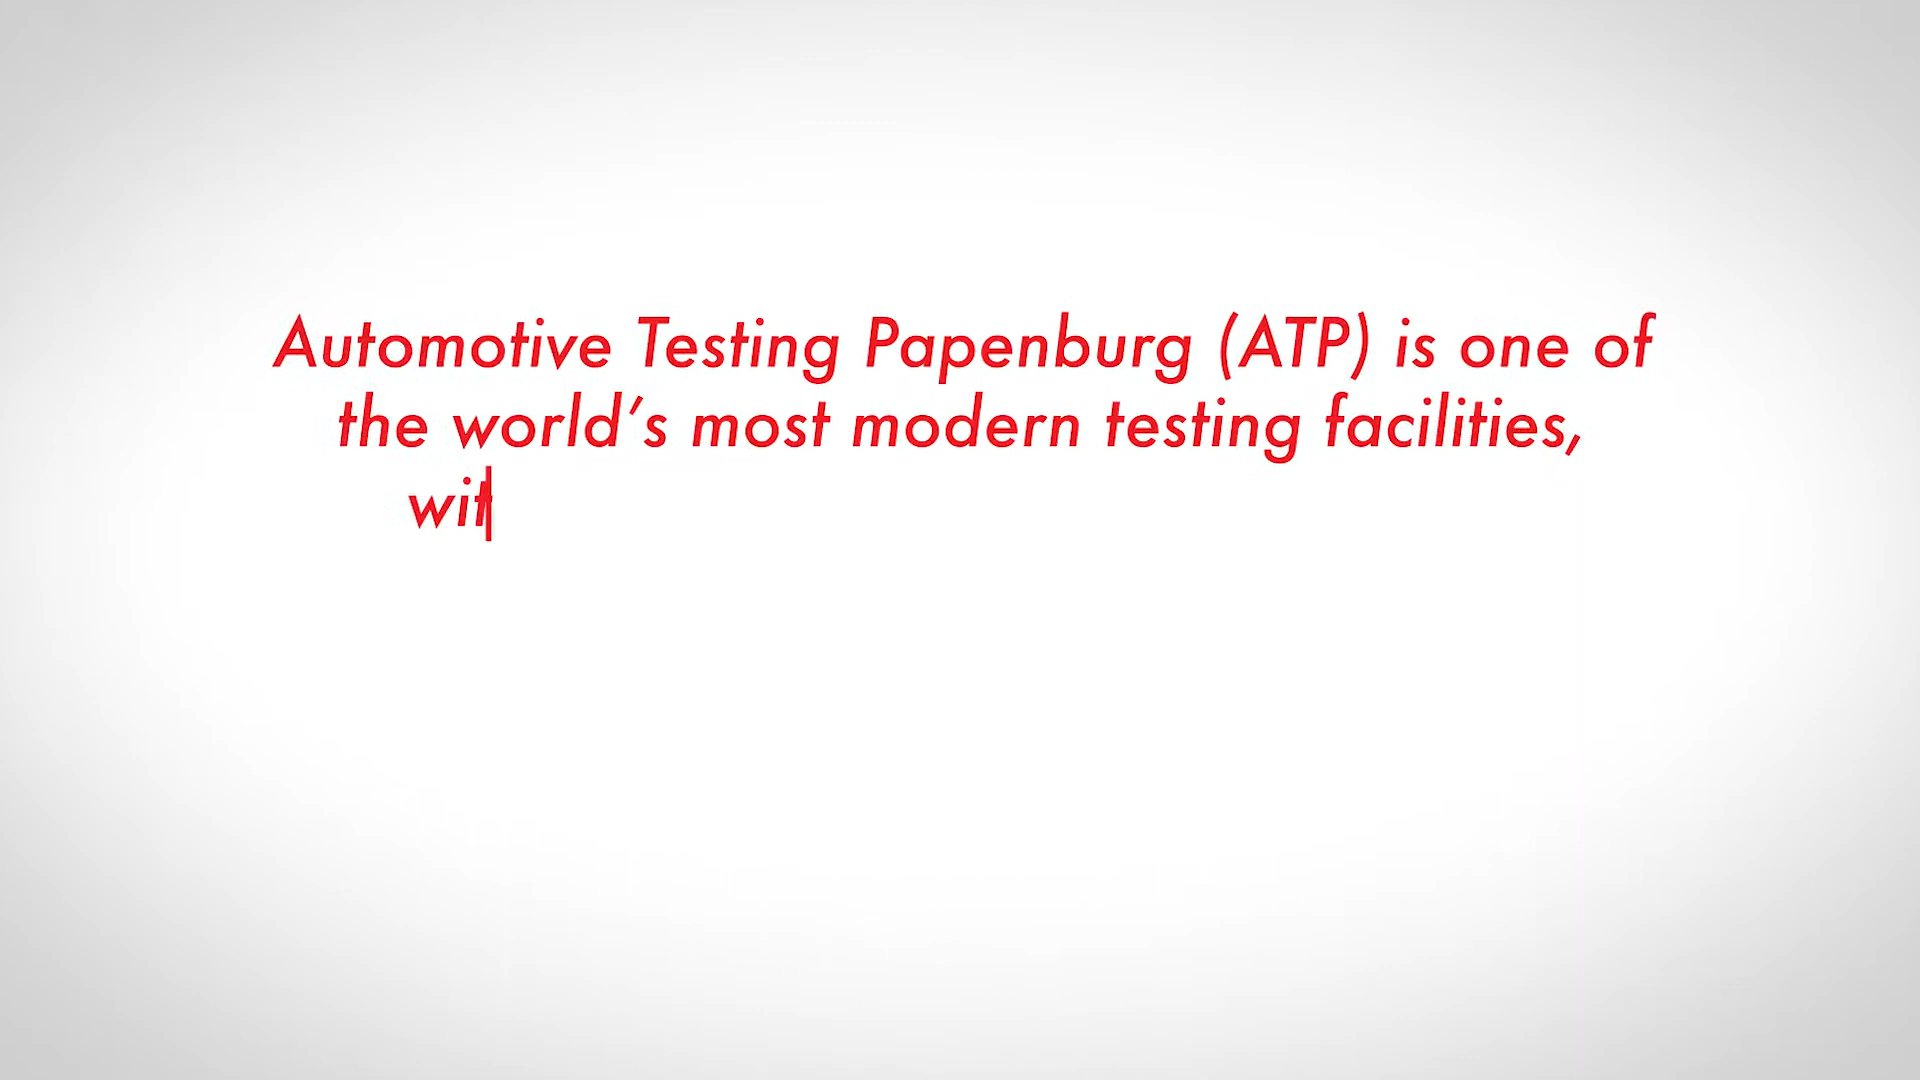 Automotive Testing Papenburg (ATP) is one of
the world’s most modern testing facilities,
wit